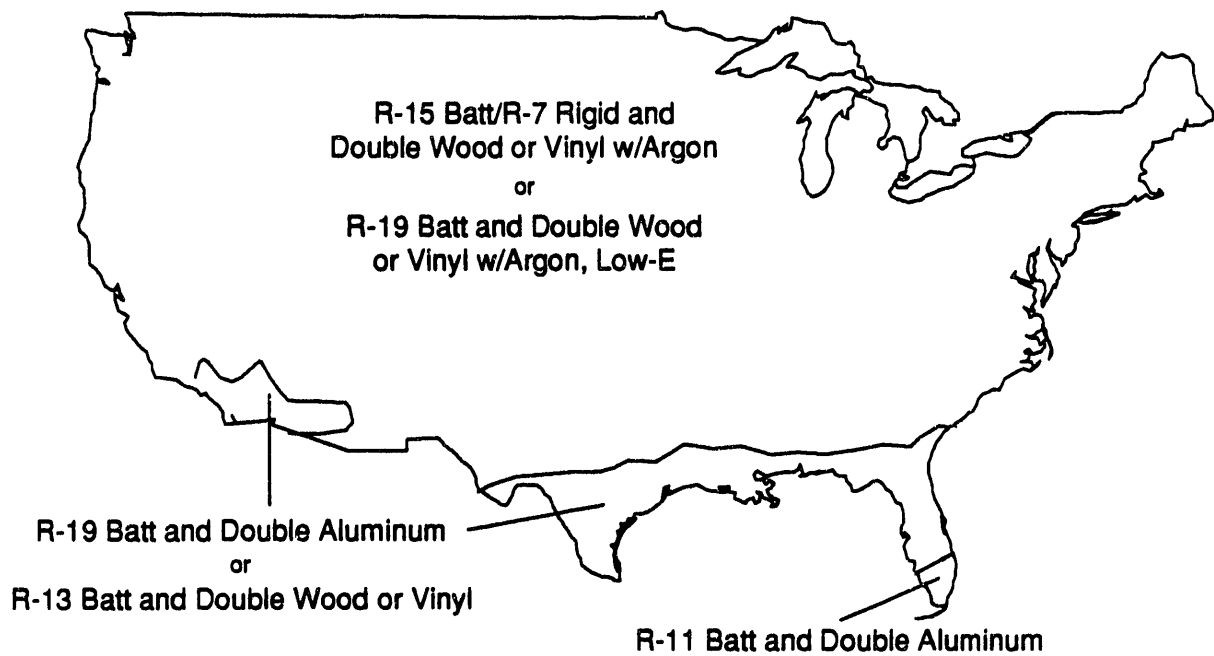 R-15 Batt/R-7 Rigid and
Double Wood or Vinyl w/Argon
or
R-19 Batt and Double Wood
or Vinyl w/Argon, Low-E
R-19 Batt and Double Aluminum
or
R-13 Batt and Double Wood or Vinyl
R-11 Batt and Double Aluminum